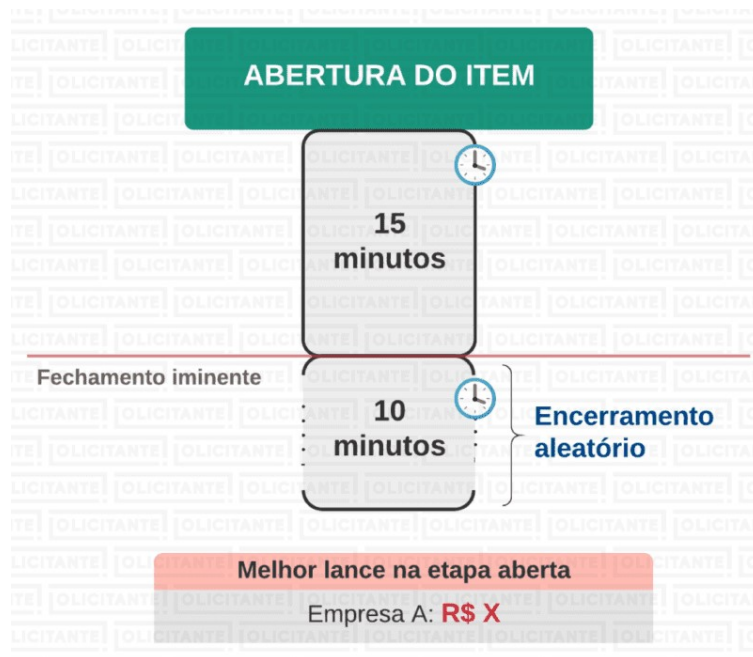 ABERTURA DO ITEM
15
minutos
Fechamento iminente
10
minutos
Encerramento
aleatório
Melhor lance na etapa aberta
Empresa A: R$ X